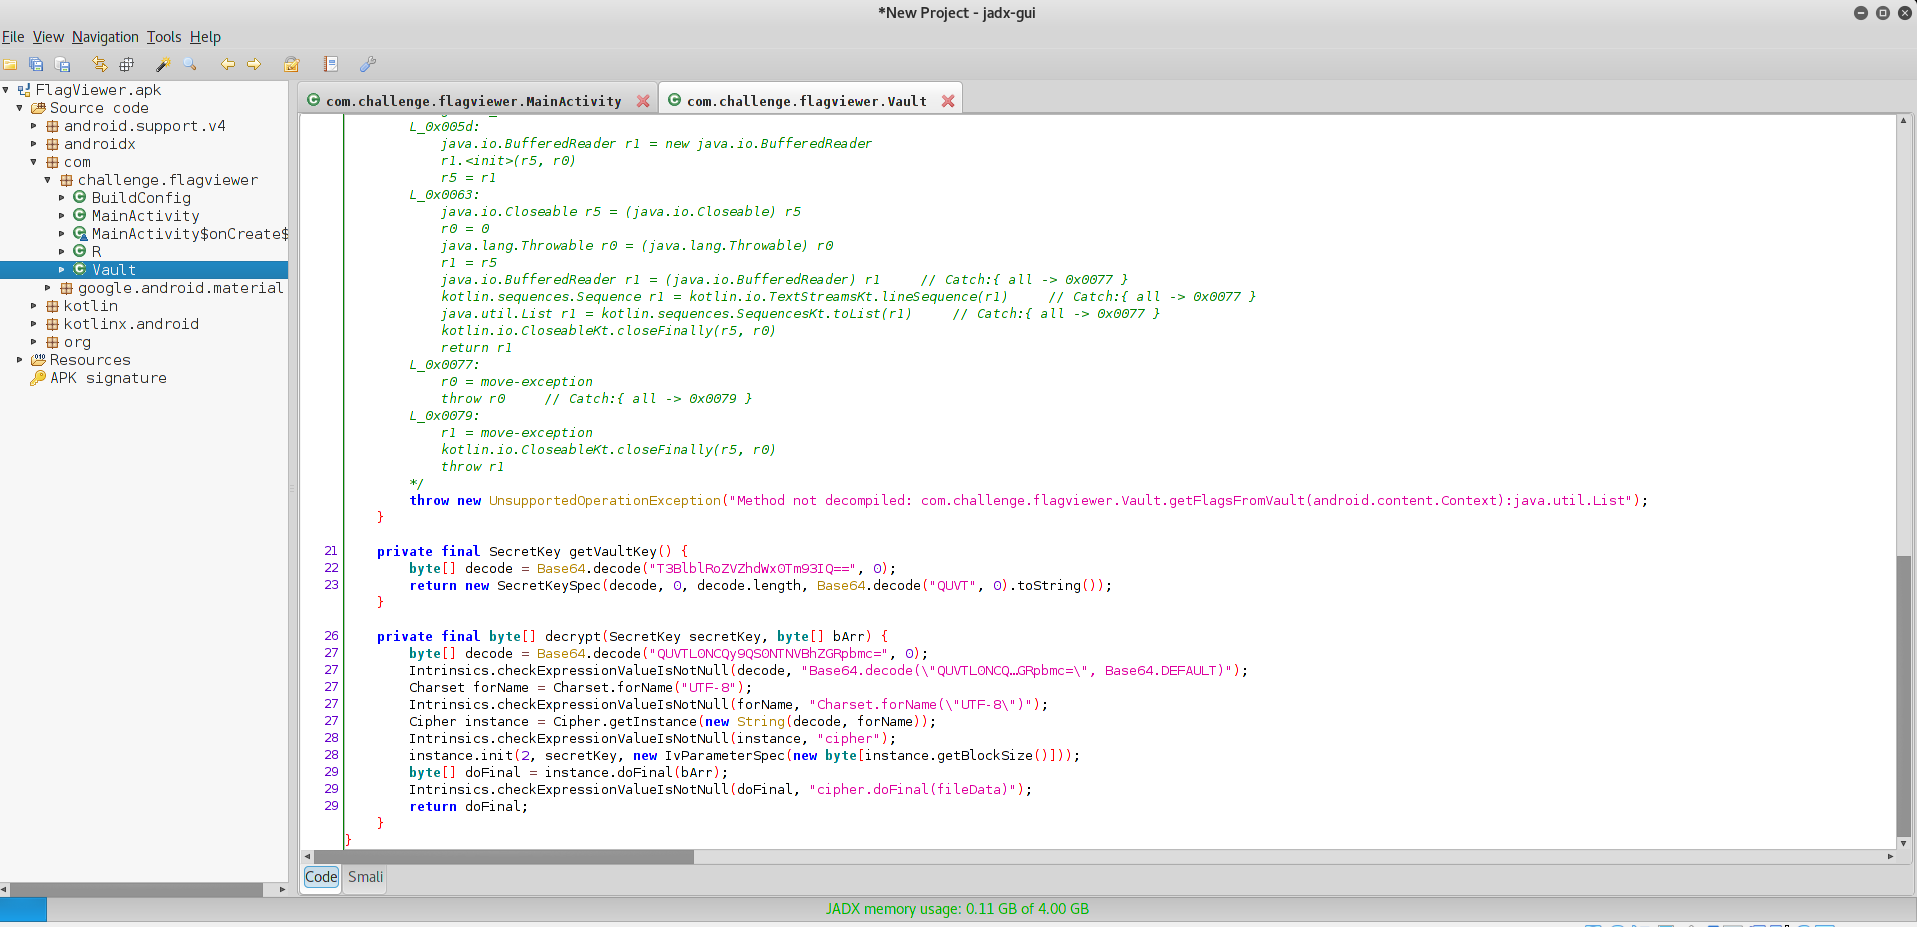 *New Project - jadx-gui
File View Navigation Tools Help
FlagViewer.apk
Source code
android.support.v4
androidx
com
challenge.flagviewer
BuildConfig
MainActivity
MainActivity$onCreate$
R
Vault
google.android.material
kotlin
kotlinx.android
org
Resources
APK signature
com.challenge.flagviewer.MainActivity com.challenge.flagviewer.Vault
L_0x005d:
java.io.BufferedReader r1 = new java.io.BufferedReader
r1.<init>(r5, r0)
r5 = r1
L_0x0063:
java.io.Closeable r5 = (java.io.Closeable) r5
r0 = 0
java.lang.Throwable r0 = (java.lang.Throwable) r0
r1 = r5
java.io.BufferedReader r1 = (java.io.BufferedReader) r1 // Catch:{ all -> 0x0077 }
kotlin.sequences.Sequence r1 = kotlin.io.TextStreamsKt.lineSequence(r1) // Catch:{ all -> 0x0077 }
java.util.List r1 = kotlin.sequences.SequencesKt.toList(r1) // Catch:{ all -> 0x0077 }
kotlin.io.CloseableKt.closeFinally(r5, r0)
return r1
L_0x0077:
r0 = move-exception
throw r0 // Catch:{ all -> 0x0079 }
L_0x0079:
r1 = move-exception
kotlin.io.CloseableKt.closeFinally(r5, r0)
throw r1
*/
throw new UnsupportedOperationException("Method not decompiled: com.challenge.flagviewer.Vault.getFlagsFromVault(android.content.Context):java.util.List");
}
21 private final SecretKey getVaultKey() {
22 byte[] decode = Base64.decode("T3BlblRoZVZhdWx0Tm93IQ==", 0);
23 return new SecretKeySpec(decode, 0, decode.length, Base64.decode("QUVT", 0).toString());
}
26 private final byte[] decrypt(SecretKey secretKey, byte[] bArr) {
27 byte[] decode = Base64.decode("QUVTL0NCQy9QS0NTNVBhZGRpbmc=", 0);
27 Intrinsics.checkExpressionValueIsNotNull(decode, "Base64.decode(\"QUVTL0NCQ…GRpbmc=\", Base64.DEFAULT)");
27 Charset forName = Charset.forName("UTF-8");
27 Intrinsics.checkExpressionValueIsNotNull(forName, "Charset.forName(\"UTF-8\")");
27 Cipher instance = Cipher.getInstance(new String(decode, forName));
28 Intrinsics.checkExpressionValueIsNotNull(instance, "cipher");
28 instance.init(2, secretKey, new IvParameterSpec(new byte[instance.getBlockSize()]));
29 byte[] doFinal = instance.doFinal(bArr);
29 Intrinsics.checkExpressionValueIsNotNull(doFinal, "cipher.doFinal(fileData)");
29 return doFinal;
}
}
Code Smali
JADX memory usage: 0.11 GB of 4.00 GB